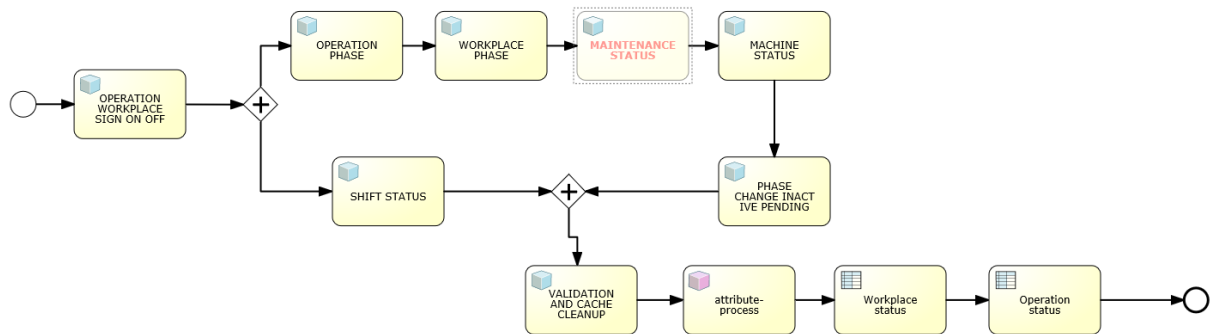 OPERATION
PHASE
WORKPLACE
PHASE
MAINTENANCE
STATUS
MACHINE
STATUS
OPERATION
WORKPLACE
SIGN ON OFF
SHIFT STATUS
PHASE
CHANGE INACT
IVE PENDING
VALIDATION
AND CACHE
CLEANUP
attribute-
process
Workplace
status
Operation
status